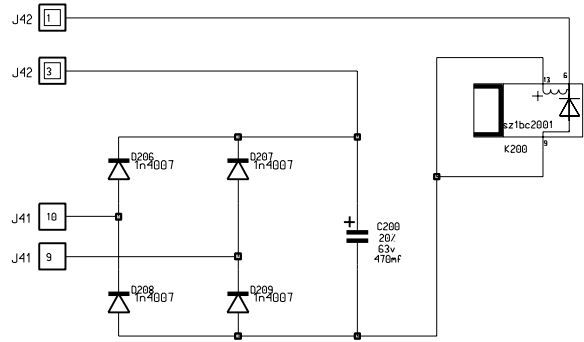 J42 1
6
J42 3
13
+
sz1bc2001
K200
9
D206
1n4007
D207
1n4007
J41 10
+
C200
20%
63v
470mf
J41 9
D208
1n4007
D209
1n4007